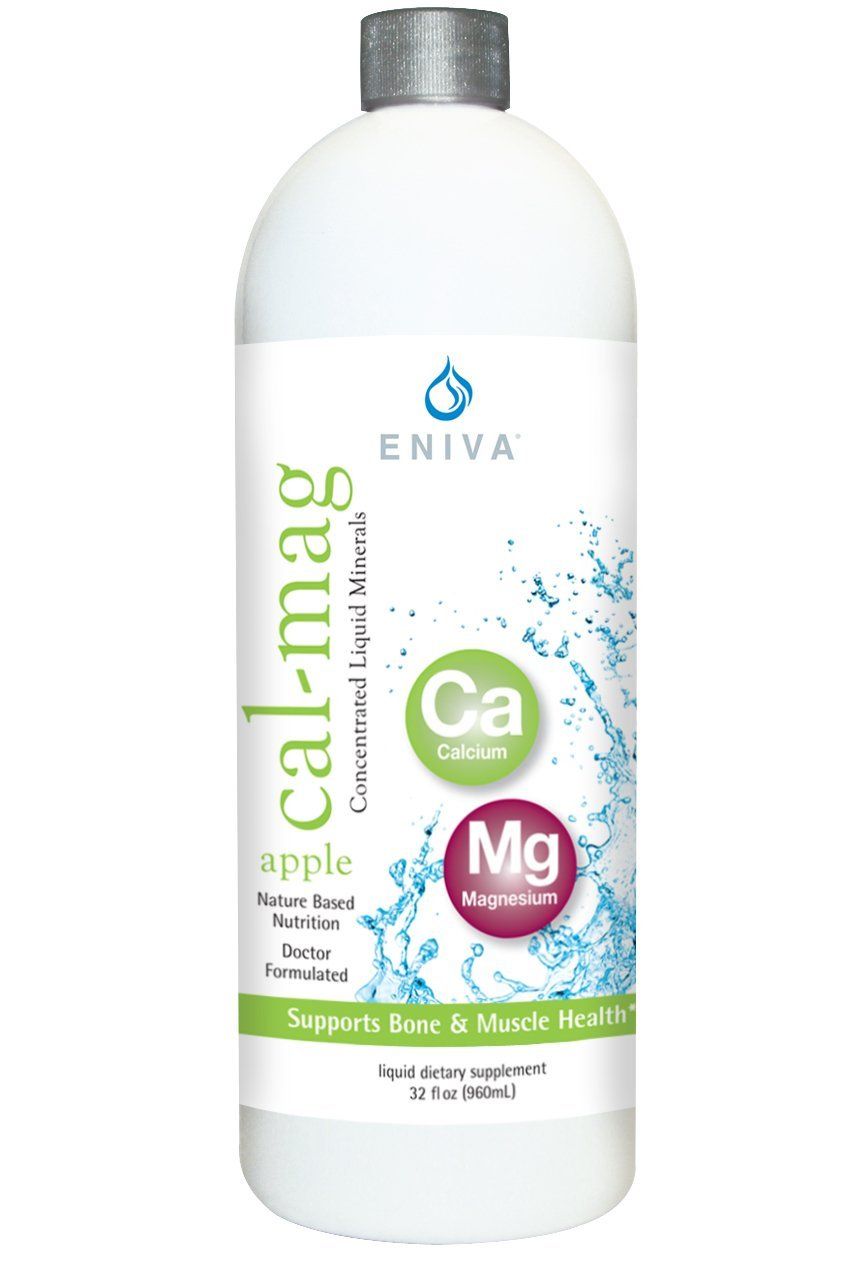 ENIVA®
cal-mag
Concentrated Liquid Minerals
apple
Nature Based
Nutrition
Doctor
Formulated
Ca
Calcium
Mg
Magnesium
Supports Bone & Muscle Health*
liquid dietary supplement
32 fl oz (960mL)